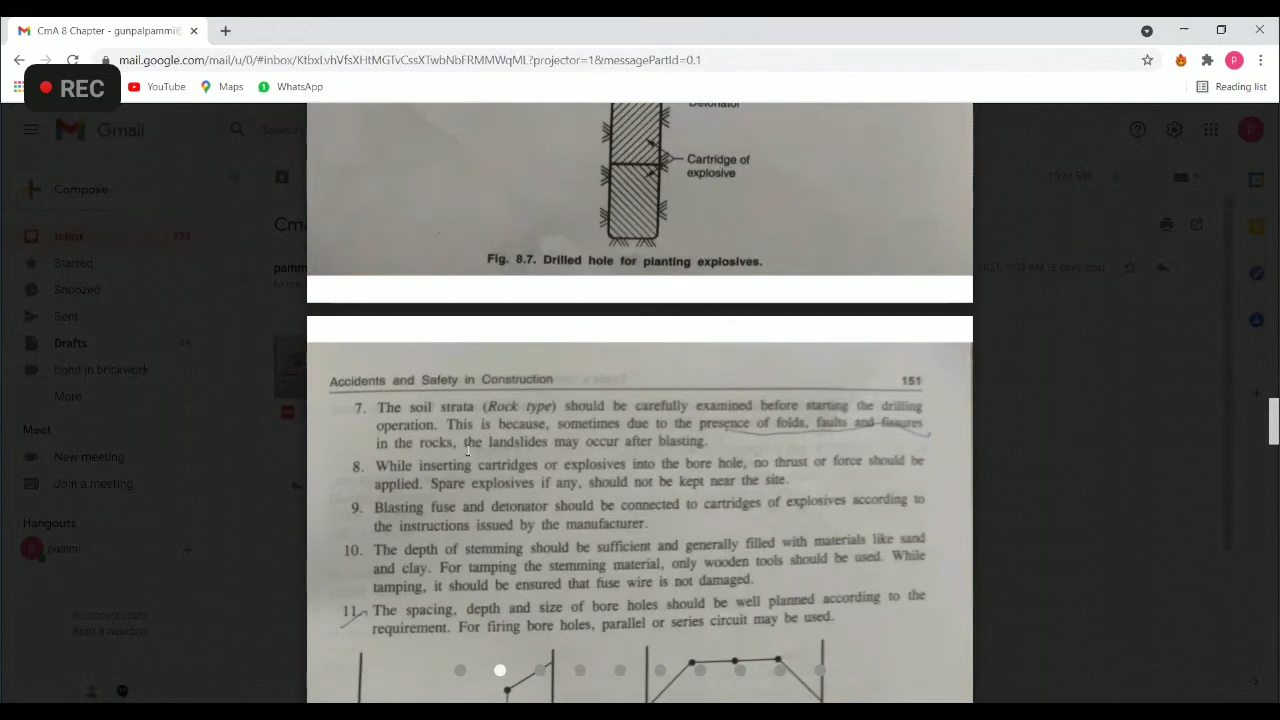 CmA 8 Chapter - gunpalpammi@
mail.google.com/mail/u/0/#inbox/KtbxLvhVfsXHtMGTvCssXTwbNbFRMMWqML?projector=1&messagePartId=0.1
REC
YouTube
Maps
WhatsApp
Reading list
Gmail
Search
Compose
Inbox
Starred
Snoozed
Sent
Drafts
bond in brickwork
More
Meet
New meeting
Join a meeting
Hangouts
pammi
Detonator
Cartridge of
explosive
Fig. 8.7. Drilled hole for planting explosives.
Accidents and Safety in Construction 151
7. The soil strata (Rock type) should be carefully examined before starting the drilling
operation. This is because, sometimes due to the presence of folds, faults and fissures
in the rocks, the landslides may occur after blasting.
8. While inserting cartridges or explosives into the bore hole, no thrust or force should be
applied. Spare explosives if any, should not be kept near the site.
9. Blasting fuse and detonator should be connected to cartridges of explosives according to
the instructions issued by the manufacturer.
10. The depth of stemming should be sufficient and generally filled with materials like sand
and clay. For tamping the stemming material, only wooden tools should be used. While
tamping, it should be ensured that fuse wire is not damaged.
11. The spacing, depth and size of bore holes should be well planned according to the
requirement. For firing bore holes, parallel or series circuit may be used.